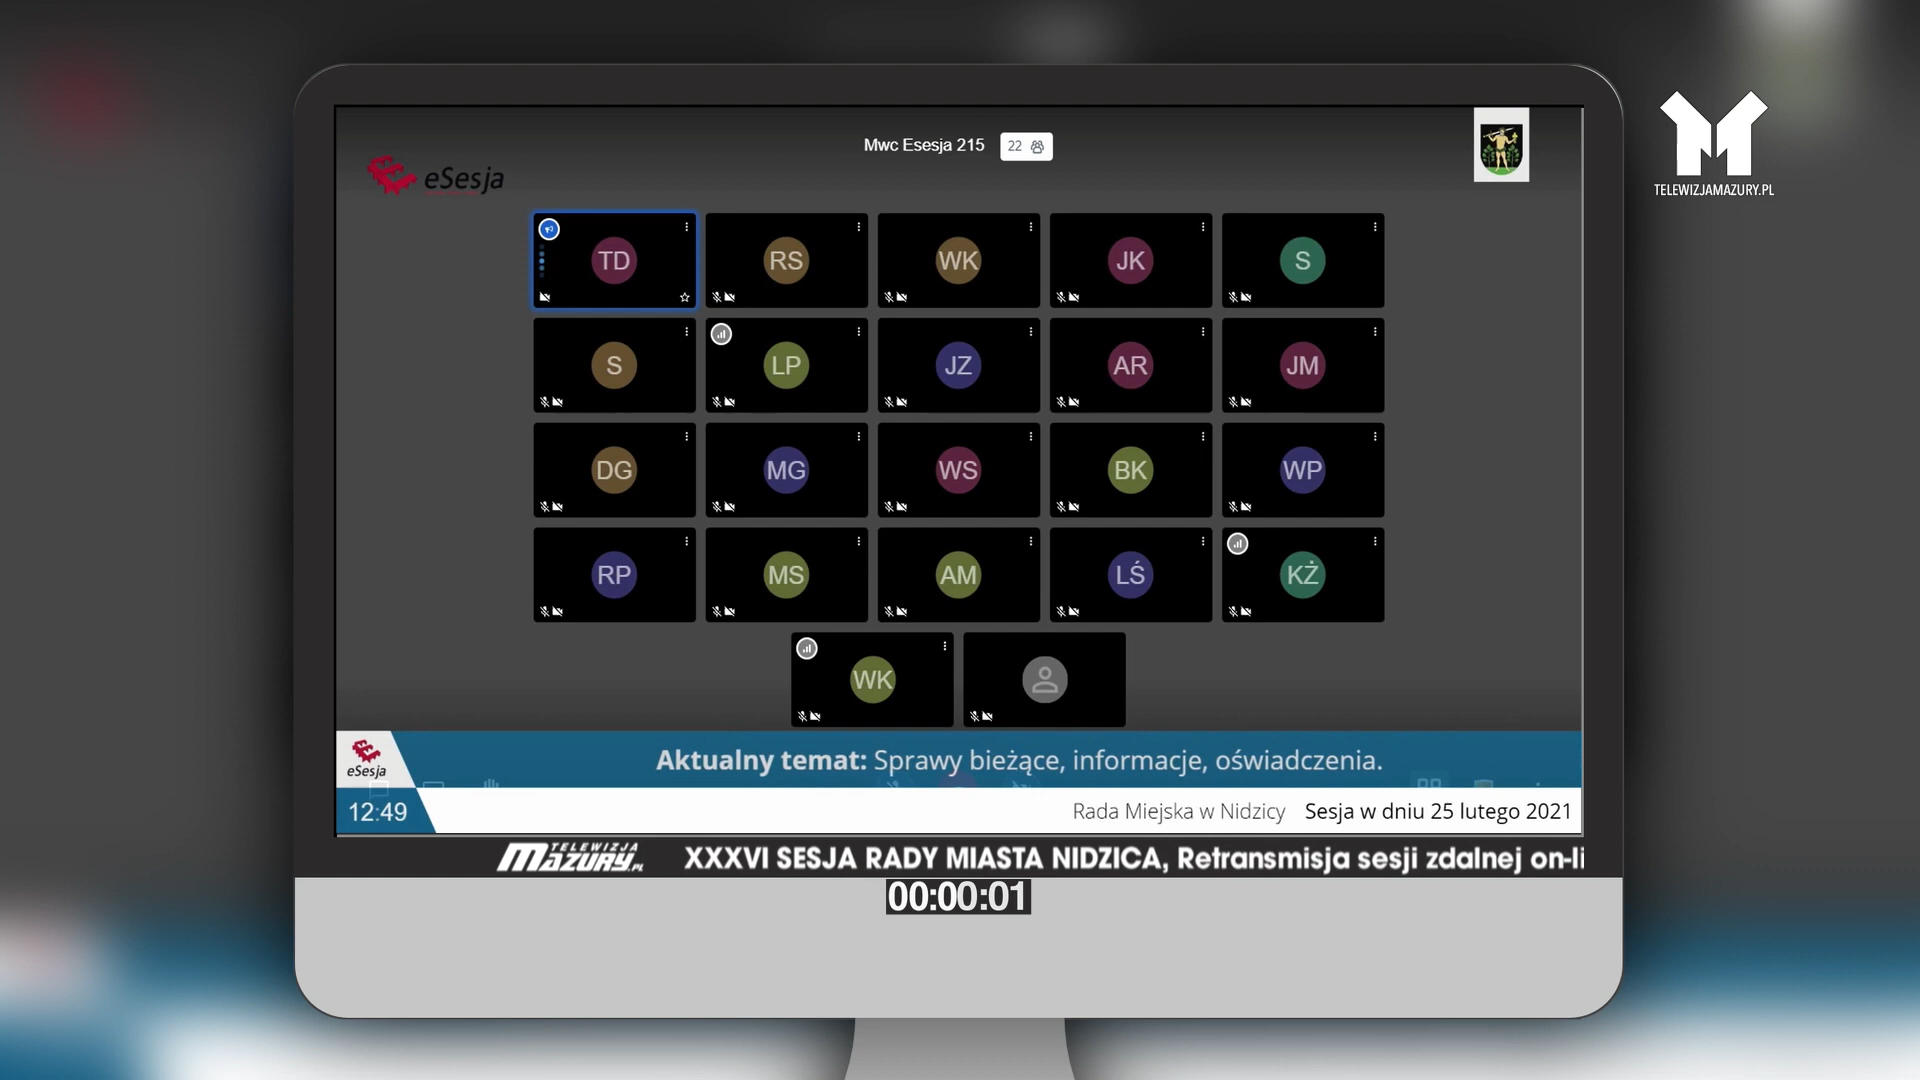 Mwc Esesja 215 22
eSesja
TELEWIZJAMAZURY.PL
TD RS WK JK S
S LP JZ AR JM
DG MG WS BK WP
RP MS AM LŚ KŻ
WK
eSesja
Aktualny temat: Sprawy bieżące, informacje, oświadczenia.
12:49
Rada Miejska w Nidzicy Sesja w dniu 25 lutego 2021
TELEWIZJA
MAZURY.PL
XXXVI SESJA RADY MIASTA NIDZICA, Retransmisja sesji zdalnej on-li
00:00:01